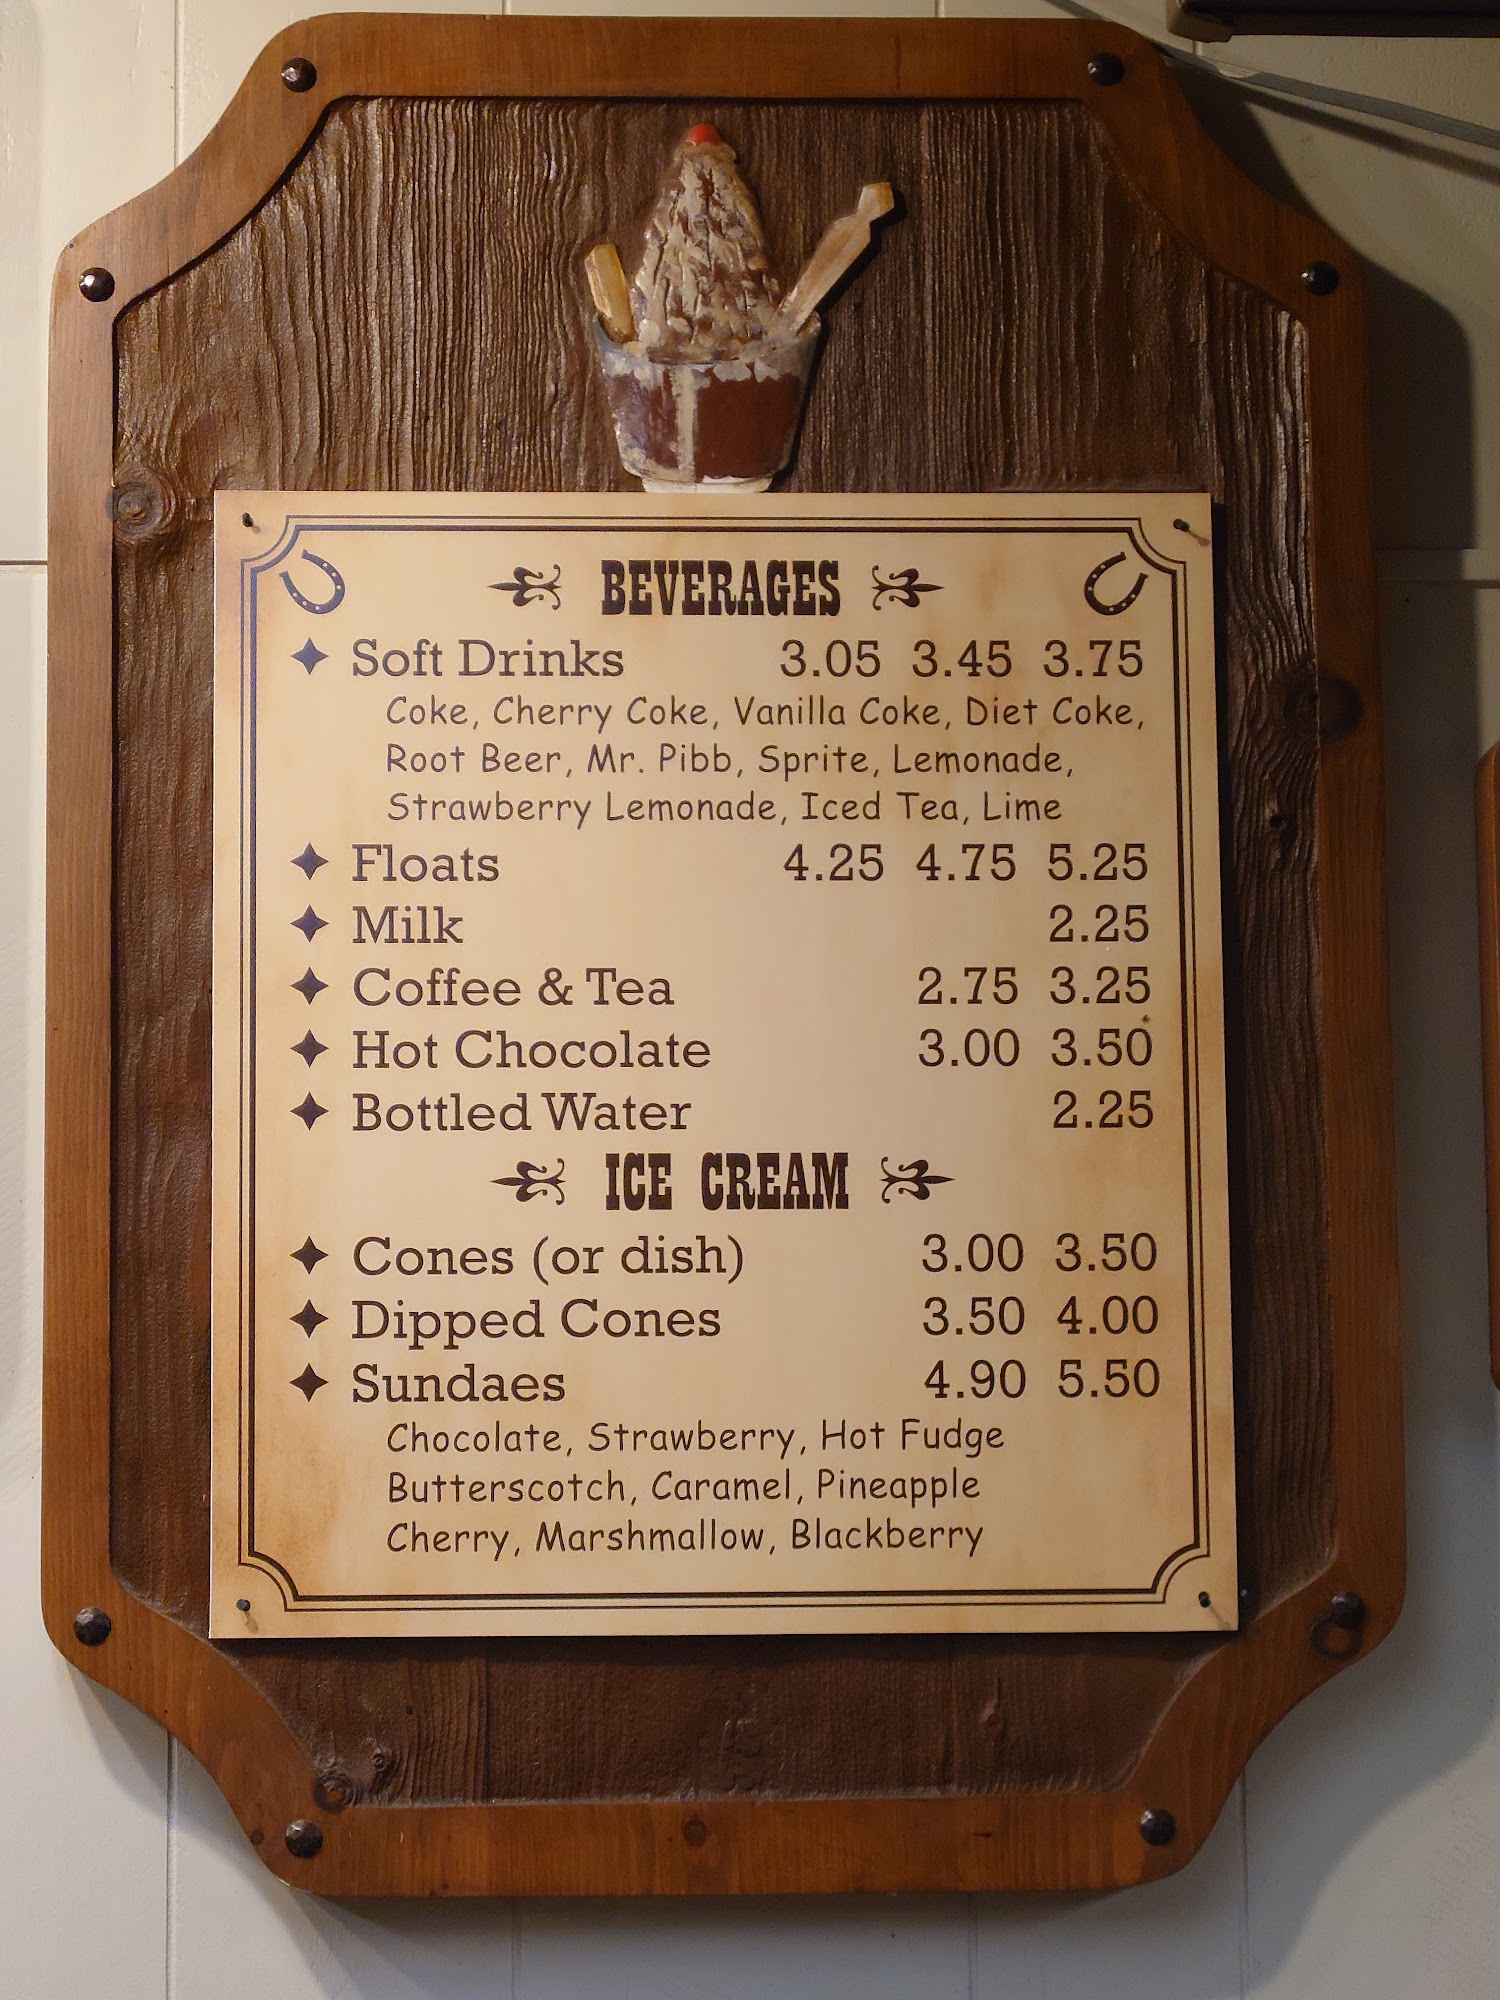 BEVERAGES
Soft Drinks 3.05 3.45 3.75
Coke, Cherry Coke, Vanilla Coke, Diet Coke,
Root Beer, Mr. Pibb, Sprite, Lemonade,
Strawberry Lemonade, Iced Tea, Lime
Floats 4.25 4.75 5.25
Milk 2.25
Coffee & Tea 2.75 3.25
Hot Chocolate 3.00 3.50
Bottled Water 2.25
ICE CREAM
Cones (or dish) 3.00 3.50
Dipped Cones 3.50 4.00
Sundaes 4.90 5.50
Chocolate, Strawberry, Hot Fudge
Butterscotch, Caramel, Pineapple
Cherry, Marshmallow, Blackberry